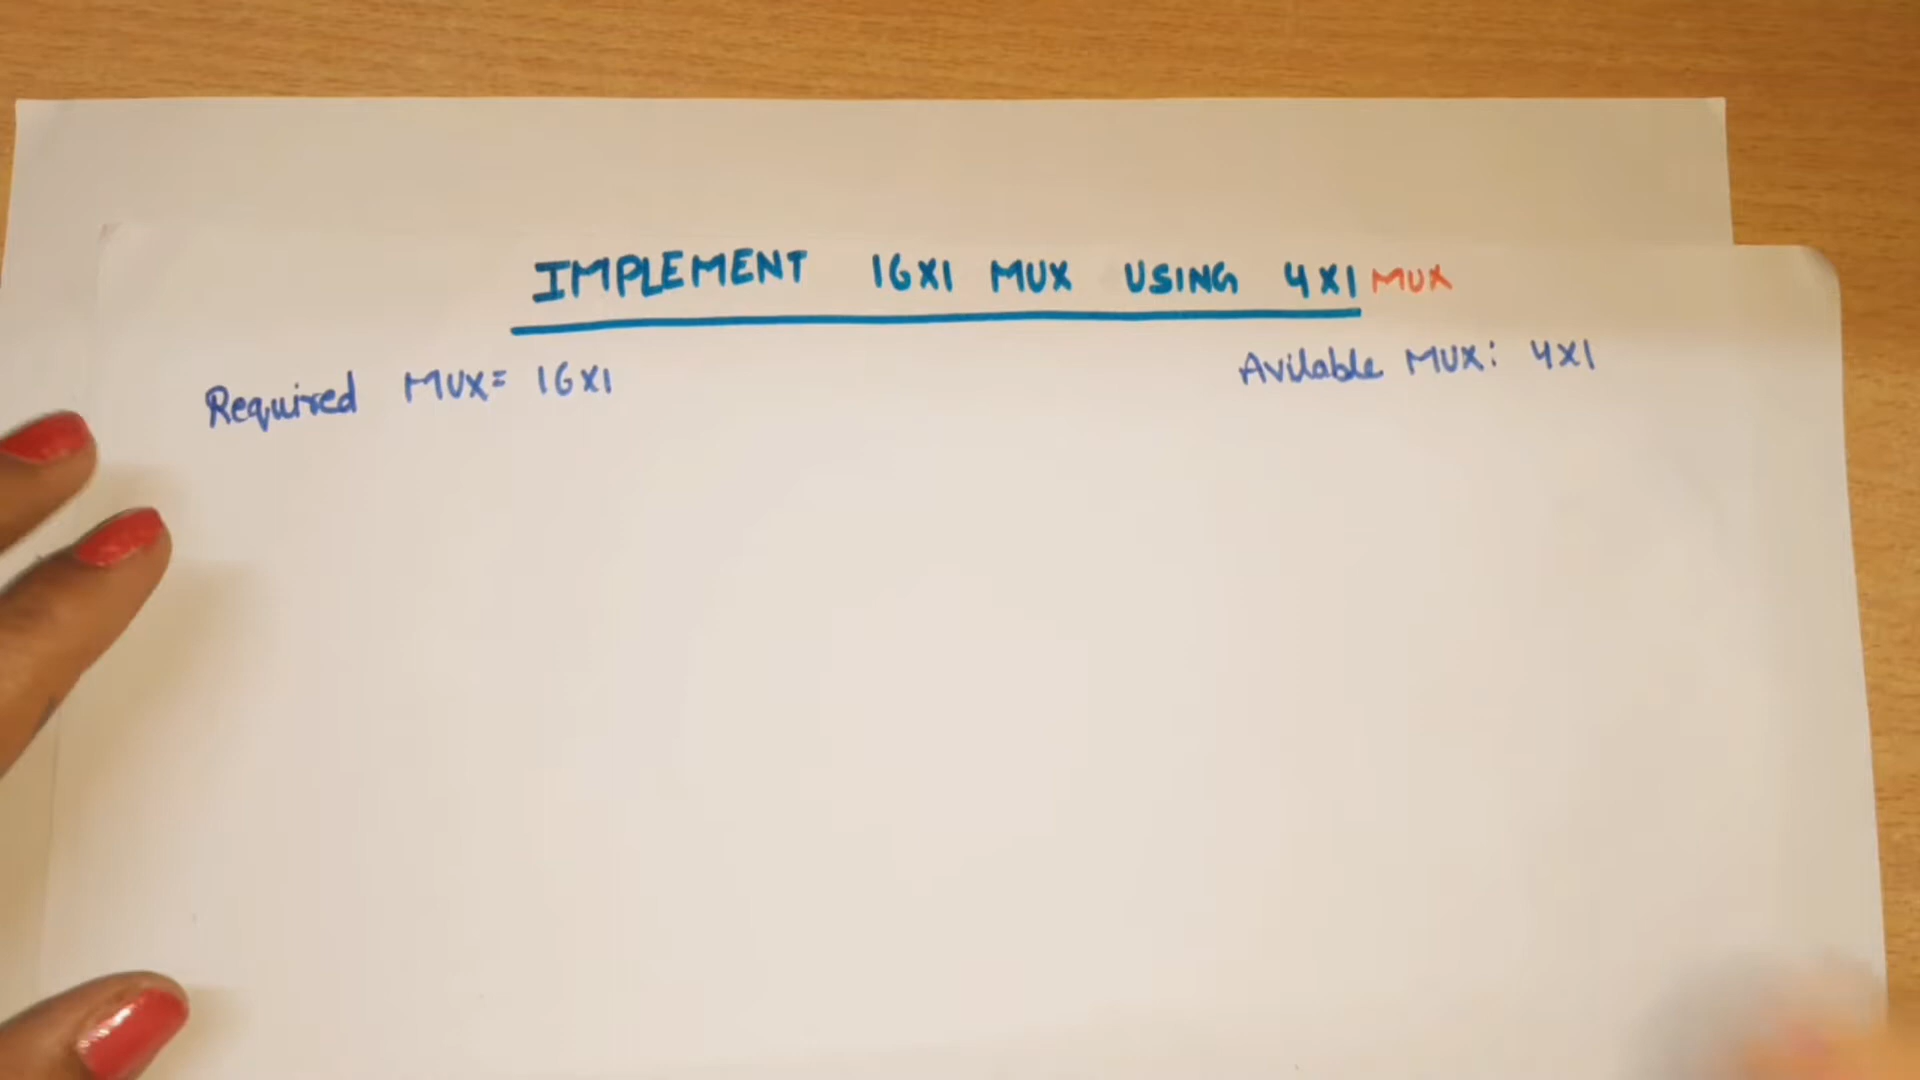 IMPLEMENT 16X1 MUX USING 4X1 MUX
Required MUX= 16X1
Avilable MUX: 4X1